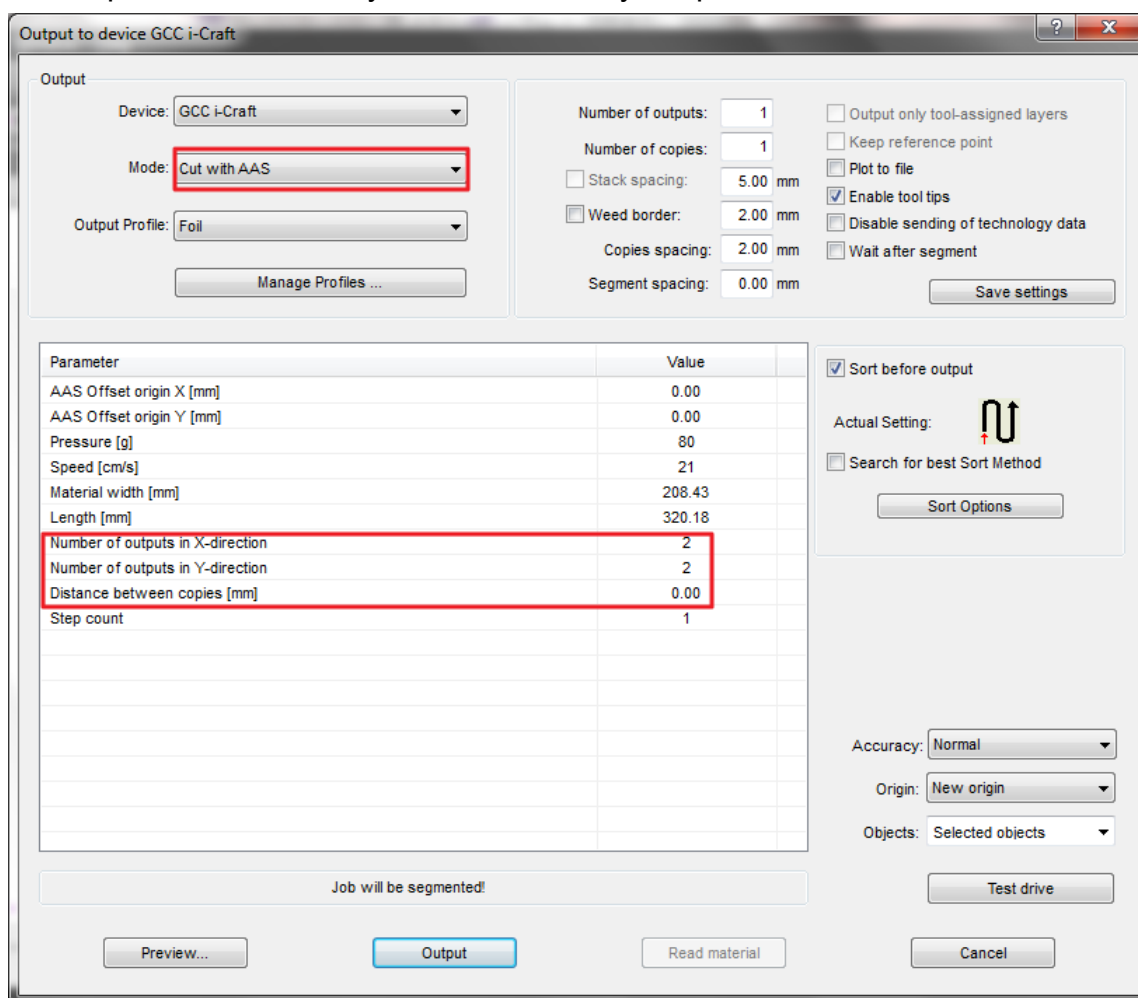 Output to device GCC i-Craft
Output
Device: GCC i-Craft
Mode: Cut with AAS
Output Profile: Foil
Manage Profiles ...
Number of outputs: 1
Number of copies: 1
Stack spacing: 5.00 mm
Weed border: 2.00 mm
Copies spacing: 2.00 mm
Segment spacing: 0.00 mm
Output only tool-assigned layers
Keep reference point
Plot to file
Enable tool tips
Disable sending of technology data
Wait after segment
Save settings
Parameter Value
AAS Offset origin X [mm] 0.00
AAS Offset origin Y [mm] 0.00
Pressure [g] 80
Speed [cm/s] 21
Material width [mm] 208.43
Length [mm] 320.18
Number of outputs in X-direction 2
Number of outputs in Y-direction 2
Distance between copies [mm] 0.00
Step count 1
Sort before output
Actual Setting:
Search for best Sort Method
Sort Options
Accuracy: Normal
Origin: New origin
Objects: Selected objects
Job will be segmented!
Test drive
Preview... Output Read material Cancel